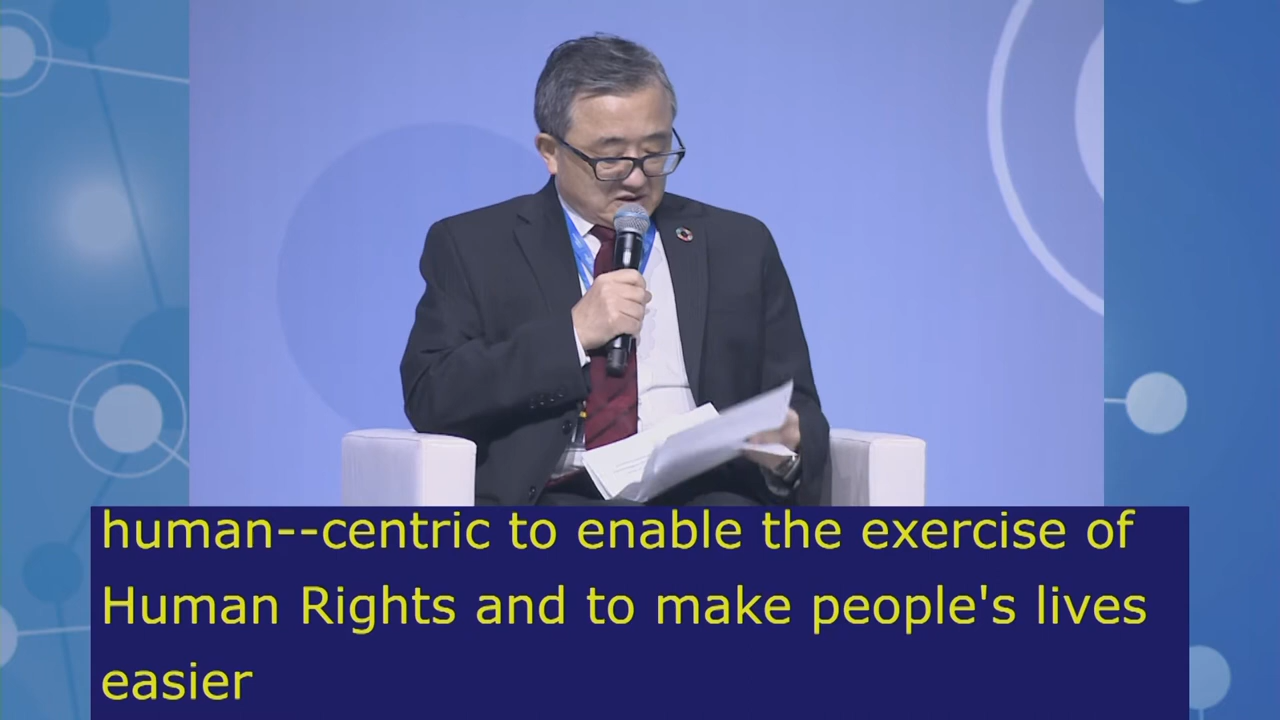 human--centric to enable the exercise of
Human Rights and to make people's lives
easier